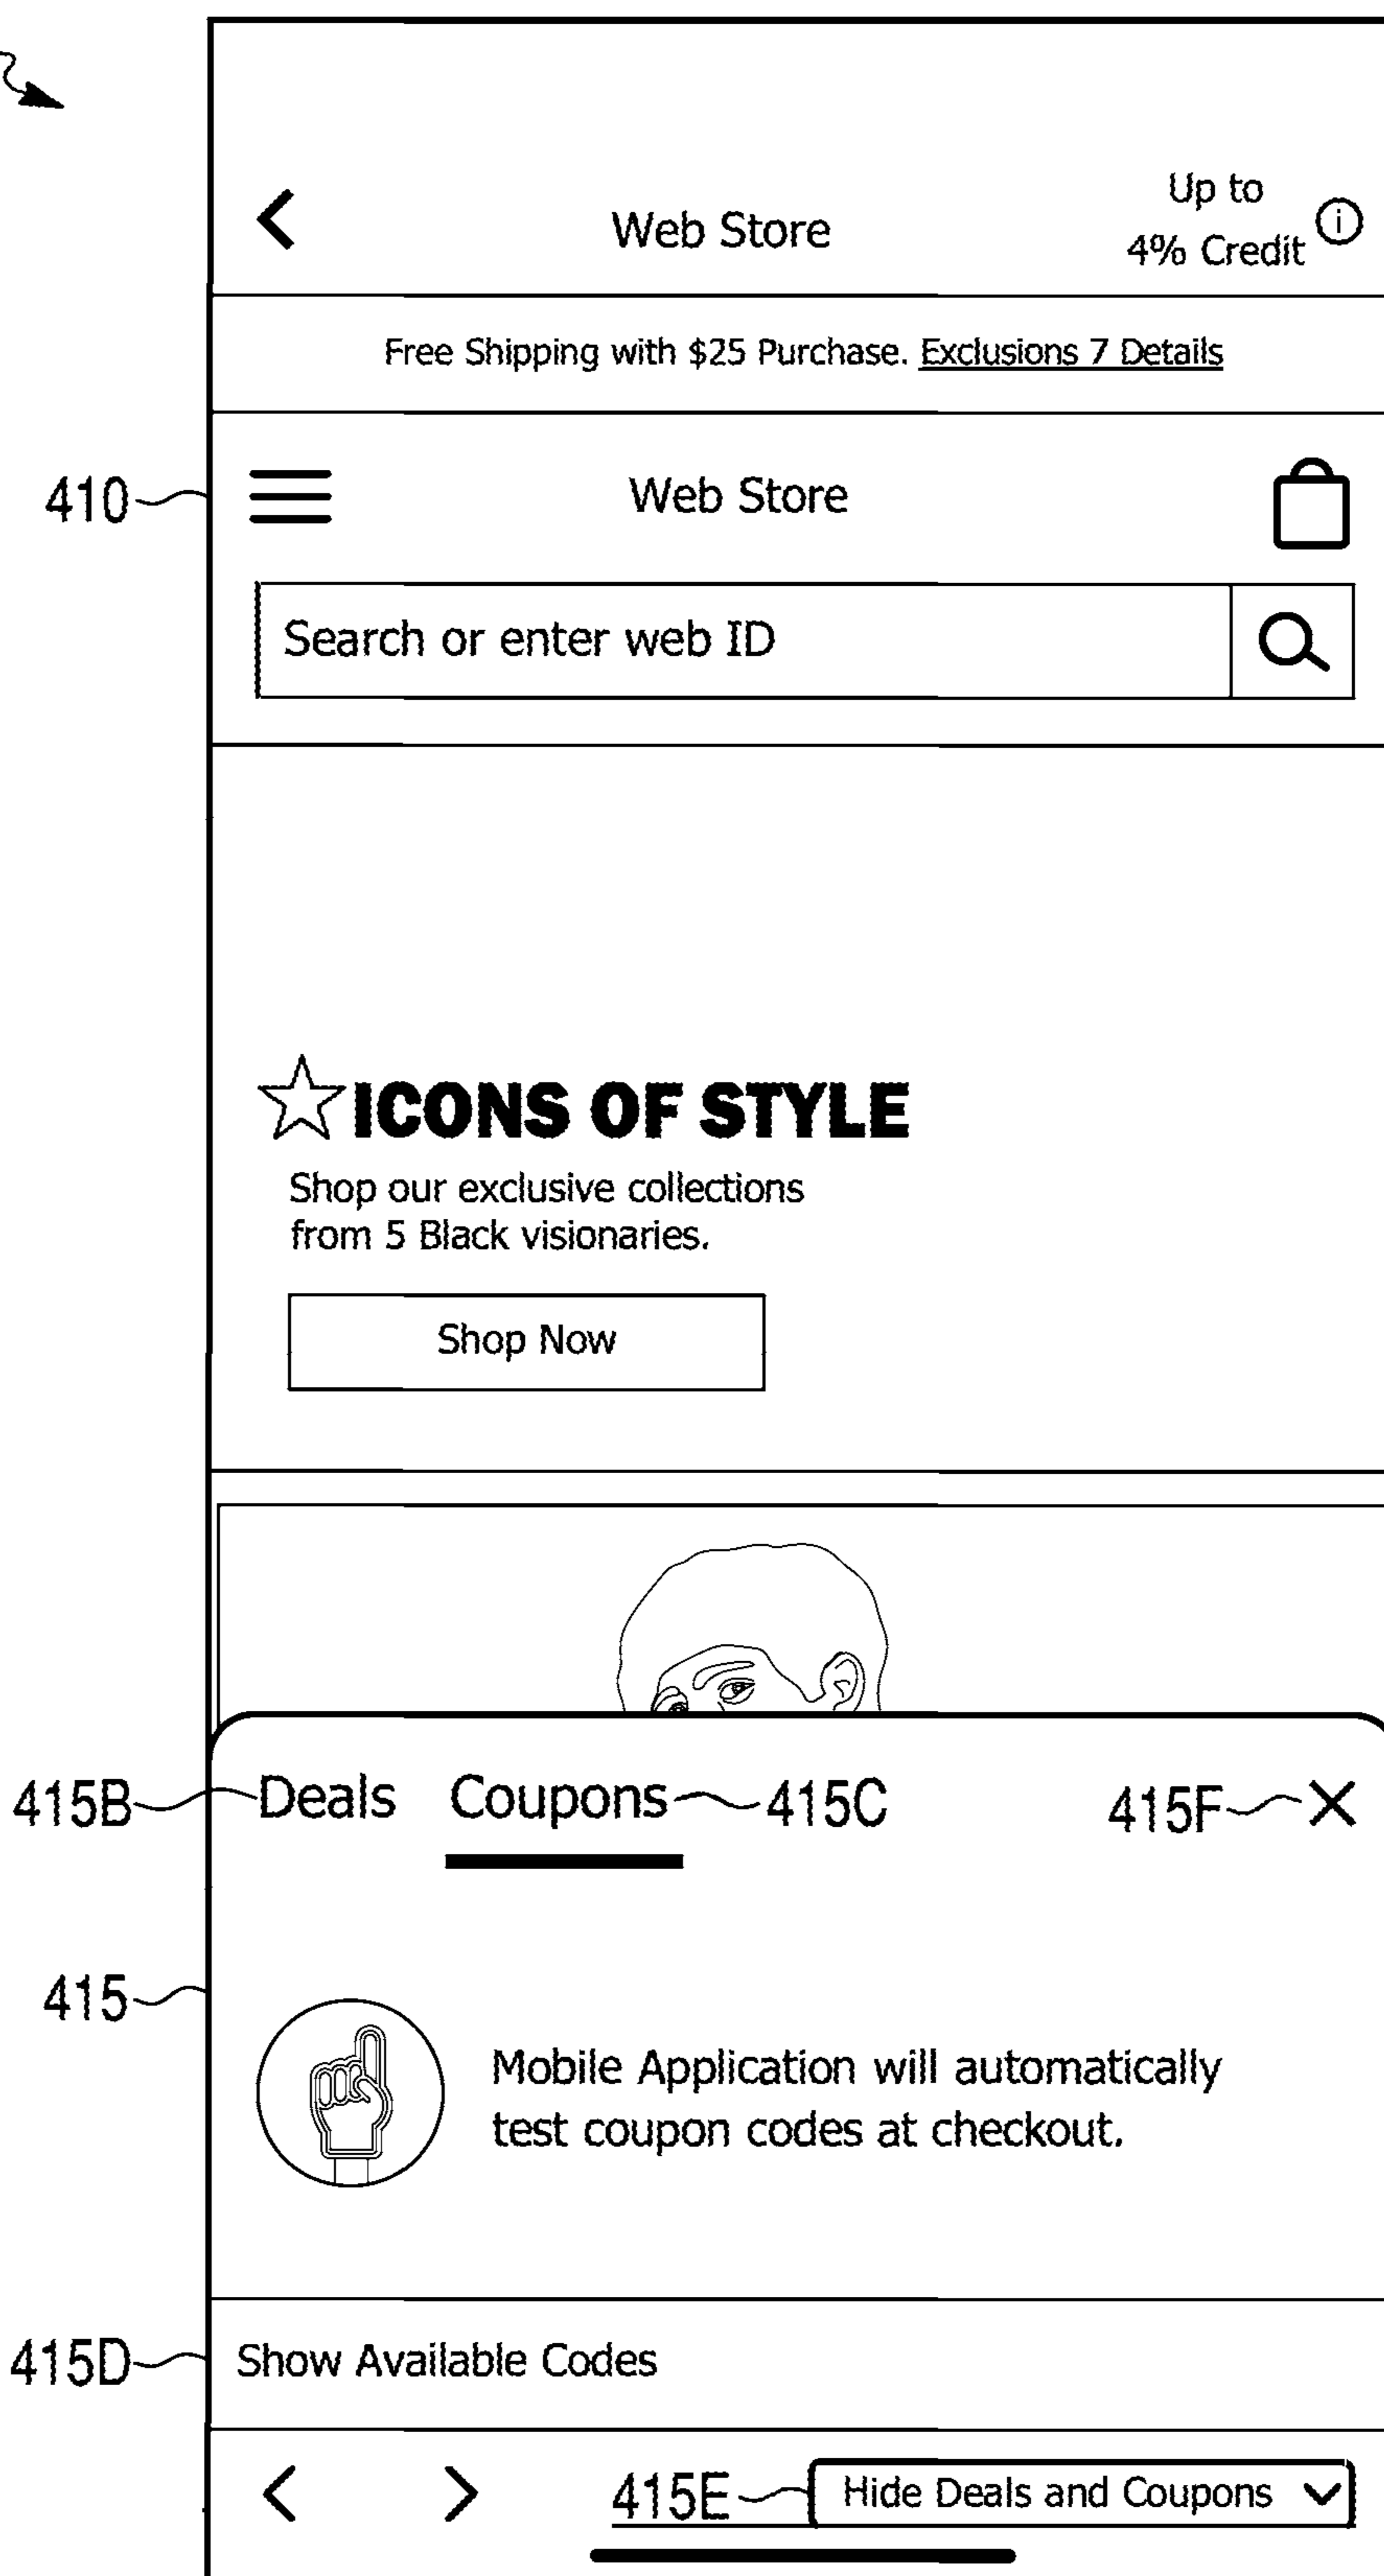 Up to
Web Store
4% Credit
i
Free Shipping with $25 Purchase. Exclusions 7 Details
410
Web Store
Search or enter web ID
ICONS OF STYLE
Shop our exclusive collections
from 5 Black visionaries.
Shop Now
415B Deals Coupons 415C 415F
415
Mobile Application will automatically
test coupon codes at checkout.
415D Show Available Codes
415E Hide Deals and Coupons